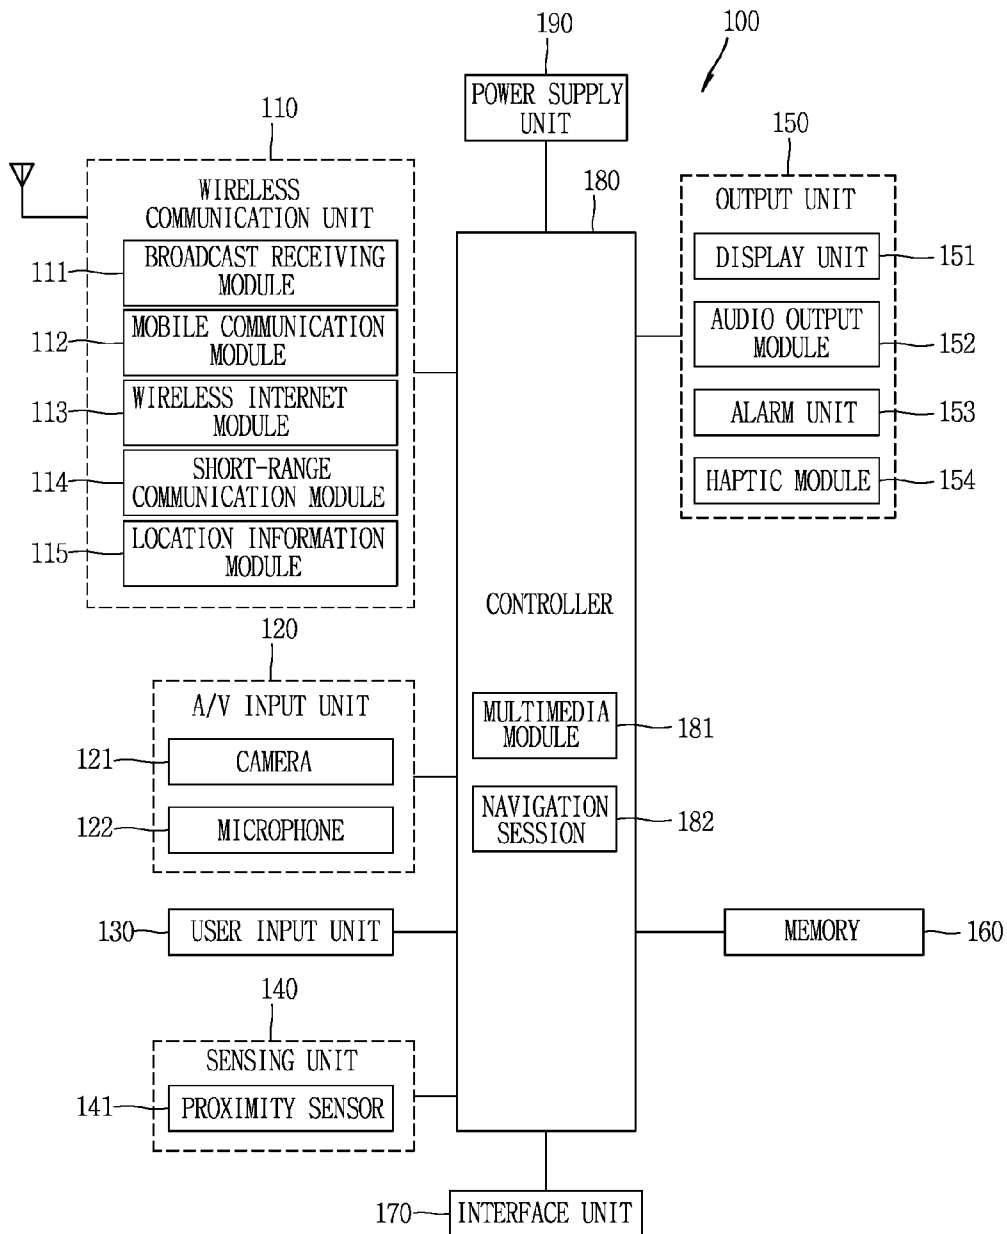 100
190
POWER SUPPLY
UNIT
110
WIRELESS
COMMUNICATION UNIT
111
BROADCAST RECEIVING
MODULE
112
MOBILE COMMUNICATION
MODULE
113
WIRELESS INTERNET
MODULE
114
SHORT-RANGE
COMMUNICATION MODULE
115
LOCATION INFORMATION
MODULE
120
A/V INPUT UNIT
121
CAMERA
122
MICROPHONE
130
USER INPUT UNIT
140
SENSING UNIT
141
PROXIMITY SENSOR
180
CONTROLLER
MULTIMEDIA
MODULE
181
NAVIGATION
SESSION
182
150
OUTPUT UNIT
DISPLAY UNIT
151
AUDIO OUTPUT
MODULE
152
ALARM UNIT
153
HAPTIC MODULE
154
MEMORY
160
170
INTERFACE UNIT